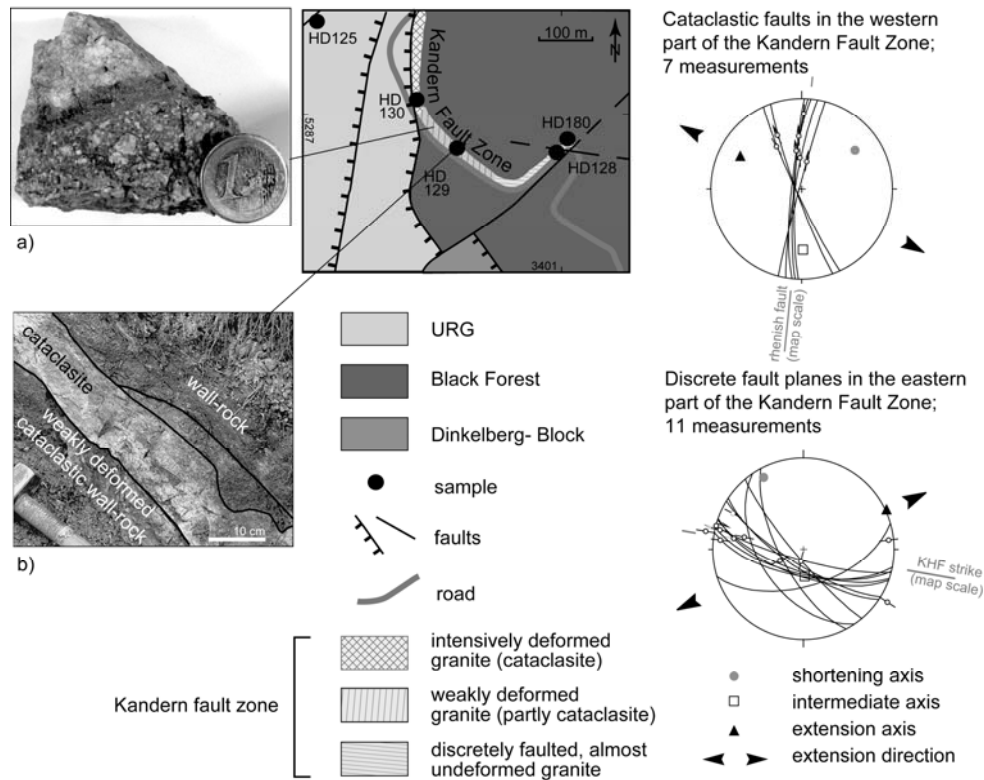 a)
1
EURO
HD125
Kandern
Fault Zone
100 m
N
5287
HD
130
HD
129
HD180
HD128
3401
Cataclastic faults in the western
part of the Kandern Fault Zone;
7 measurements
rhenish fault
(map scale)
b)
cataclasite
wall-rock
weakly deformed
cataclastic wall-rock
10 cm
URG
Black Forest
Dinkelberg- Block
sample
faults
road
Kandern fault zone
intensively deformed
granite (cataclasite)
weakly deformed
granite (partly cataclasite)
discretely faulted, almost
undeformed granite
Discrete fault planes in the eastern
part of the Kandern Fault Zone;
11 measurements
KHF strike
(map scale)
shortening axis
intermediate axis
extension axis
extension direction